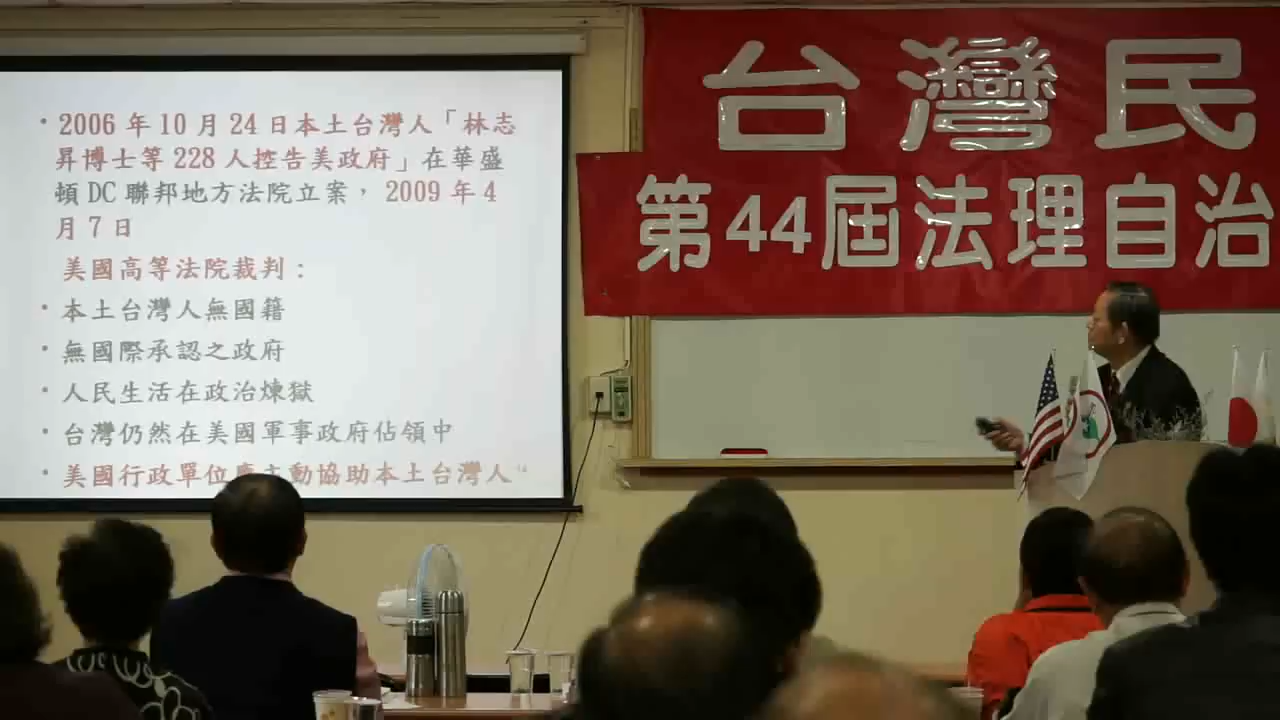 • 2006 年 10 月 24 日本土台灣人「林志
昇博士等 228 人控告美政府」在華盛
頓 DC 聯邦地方法院立案， 2009 年 4
月 7 日
美國高等法院裁判：
• 本土台灣人無國籍
• 無國際承認之政府
• 人民生活在政治煉獄
• 台灣仍然在美國軍事政府佔領中
• 美國行政單位應主動協助本土台灣人
台灣民
第44屆法理自治